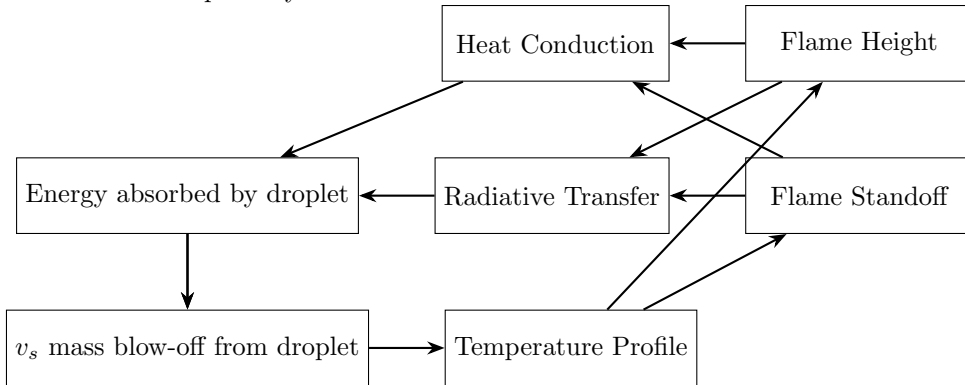 Heat Conduction
Flame Height
Energy absorbed by droplet
Radiative Transfer
Flame Standoff
v_s mass blow-off from droplet
Temperature Profile